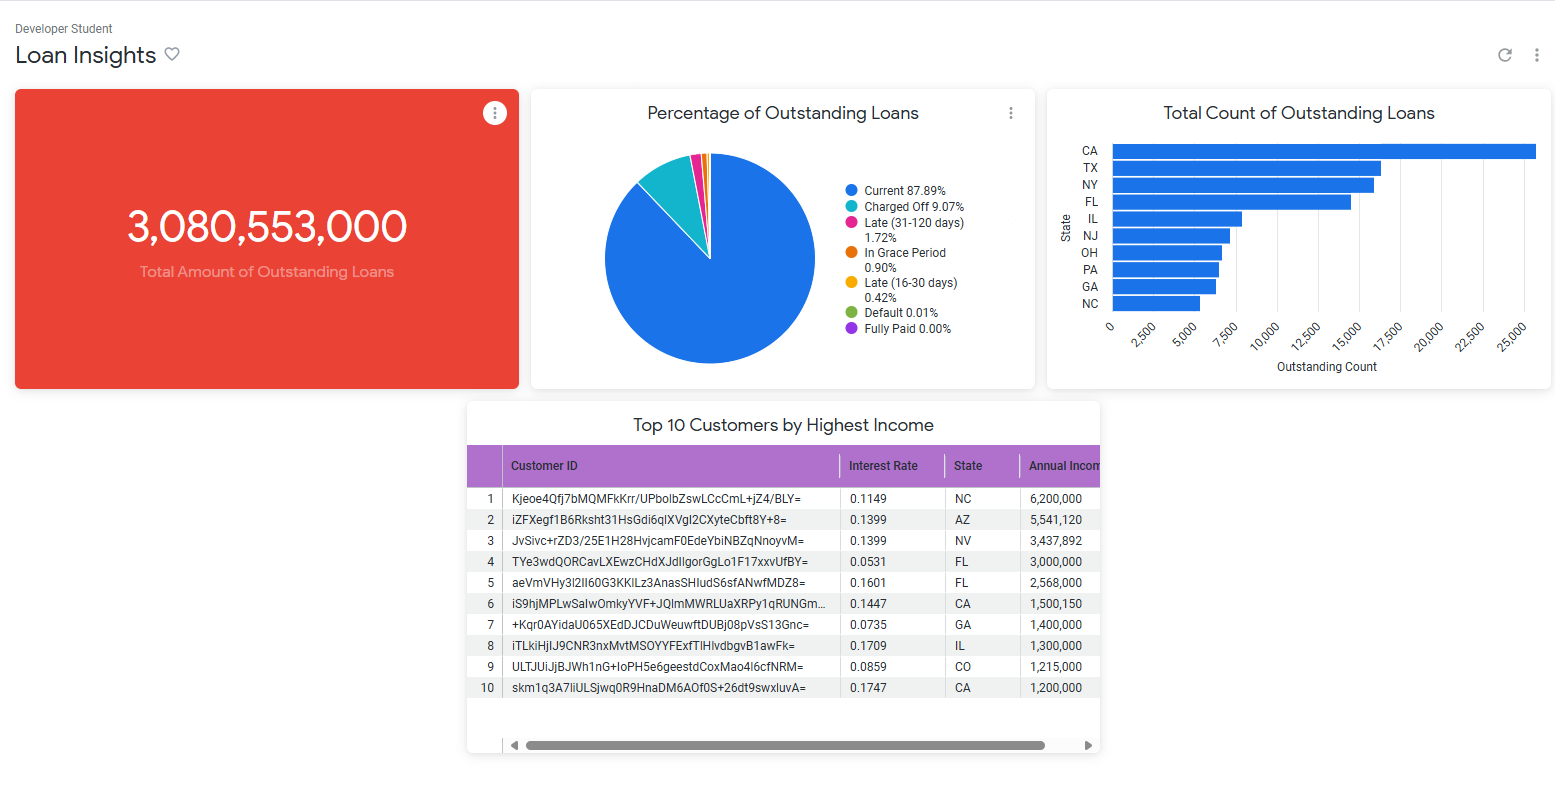 Developer Student
Loan Insights
3,080,553,000
Total Amount of Outstanding Loans
Percentage of Outstanding Loans
Current 87.89%
Charged Off 9.07%
Late (31-120 days)
1.72%
In Grace Period
0.90%
Late (16-30 days)
0.42%
Default 0.01%
Fully Paid 0.00%
Total Count of Outstanding Loans
State
CA
TX
NY
FL
IL
NJ
OH
PA
GA
NC
0 2,500 5,000 7,500 10,000 12,500 15,000 17,500 20,000 22,500 25,000
Outstanding Count
Top 10 Customers by Highest Income
Customer ID Interest Rate State Annual Incom
1 Kjeoe4Qfj7bMQMFkKrr/UPbolbZswLCcCmL+jZ4/BLY= 0.1149 NC 6,200,000
2 iZFXegf1B6Rksht31HsGdi6qlXVgI2CXyteCbft8Y+8= 0.1399 AZ 5,541,120
3 JvSivc+rZD3/25E1H28HvjcamF0EdeYbiNBZqNnoyvM= 0.1399 NV 3,437,892
4 TYe3wdQORCavLXEwzCHdXJdIlgorGgLo1F17xxvUfBY= 0.0531 FL 3,000,000
5 aeVmVHy3l2II60G3KKlLz3AnasSHIudS6sfANwfMDZ8= 0.1601 FL 2,568,000
6 iS9hjMPLwSalwOmkyYVF+JQlmMWRLUaXRPy1qRUNGm... 0.1447 CA 1,500,150
7 +Kqr0AYidaU065XEdDJCDuWeuwftDUBj08pVsS13Gnc= 0.0735 GA 1,400,000
8 iTLkiHjIJ9CNR3nxMvtMSOYYFExfTIHlvdbgvB1awFk= 0.1709 IL 1,300,000
9 ULTJUiJjBJWh1nG+IoPH5e6geestdCoxMao4l6cfNRM= 0.0859 CO 1,215,000
10 skm1q3A7liULSjwq0R9HnaDM6AOf0S+26dt9swxluvA= 0.1747 CA 1,200,000